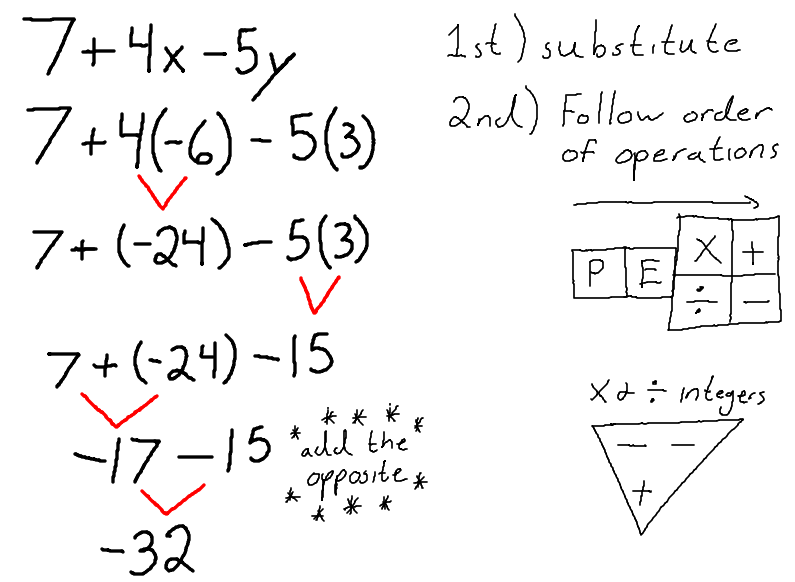 7 + 4x - 5y
7 + 4(-6) - 5(3)
7 + (-24) - 5(3)
7 + (-24) - 15
-17 - 15
-32
* * * * *
add the
opposite
* * * * *
1st) substitute
2nd) Follow order
of operations
P E x +
÷ -
x & ÷ integers
- -
+